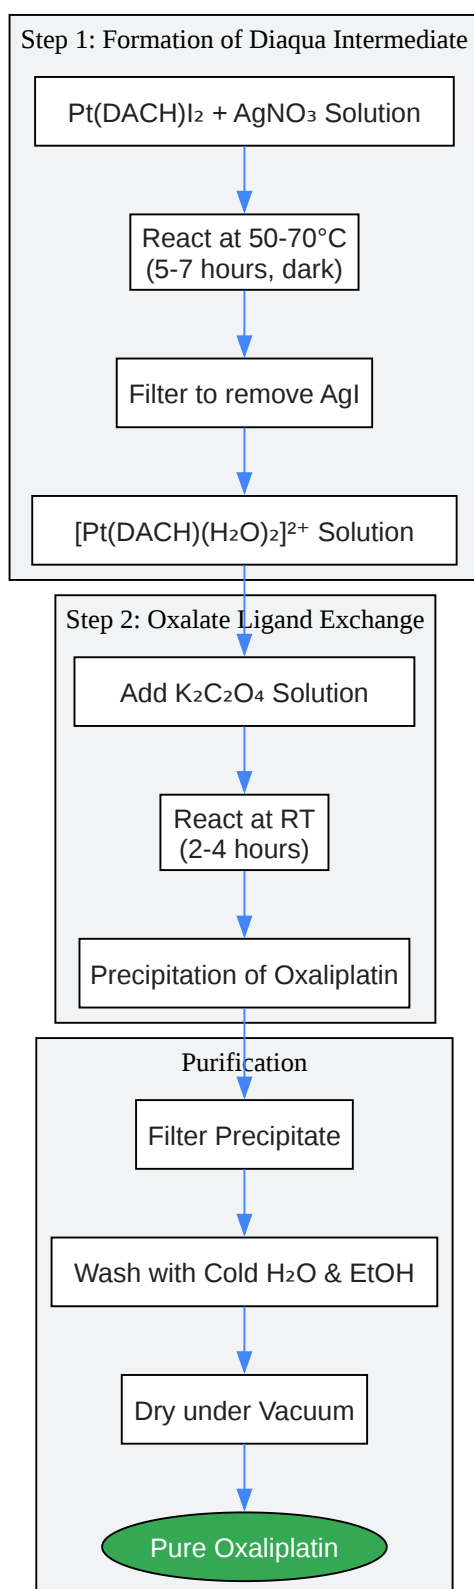 Step 1: Formation of Diaqua Intermediate
Pt(DACH)I₂ + AgNO₃ Solution
React at 50-70°C
(5-7 hours, dark)
Filter to remove AgI
[Pt(DACH)(H₂O)₂]²⁺ Solution
Step 2: Oxalate Ligand Exchange
Add K₂C₂O₄ Solution
React at RT
(2-4 hours)
Precipitation of Oxaliplatin
Purification
Filter Precipitate
Wash with Cold H₂O & EtOH
Dry under Vacuum
Pure Oxaliplatin